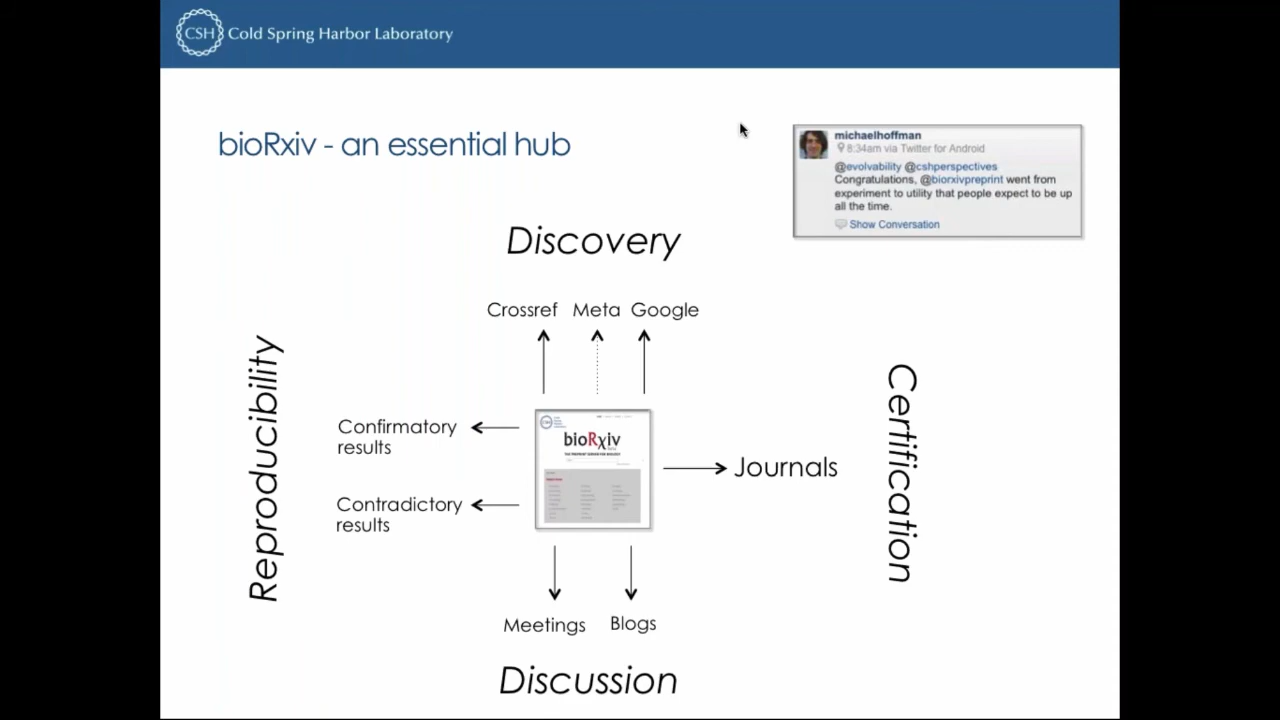 CSH Cold Spring Harbor Laboratory
bioRxiv - an essential hub
michaelhoffman
8:34am via Twitter for Android
@evolvability @cshperspectives
Congratulations, @biorxivpreprint went from
experiment to utility that people expect to be up
all the time.
Show Conversation
Discovery
Crossref Meta Google
Reproducibility
Confirmatory
results
Contradictory
results
bioRχiv
THE PREPRINT SERVER FOR BIOLOGY
Journals
Certification
Meetings Blogs
Discussion